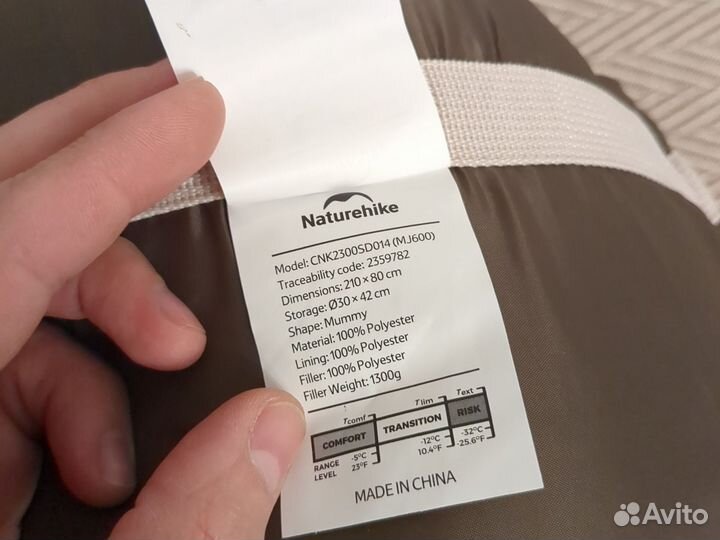 Naturehike
Model: CNK2300SD014 (MJ600)
Traceability code: 2359782
Dimensions: 210 × 80 cm
Storage: Ø30 × 42 cm
Shape: Mummy
Material: 100% Polyester
Lining: 100% Polyester
Filler: 100% Polyester
Filler Weight: 1300g
Tcomf Tlim Text
COMFORT TRANSITION RISK
RANGE -5°C -12°C -32°C
LEVEL 23°F 10.4°F -25.6°F
MADE IN CHINA
Avito